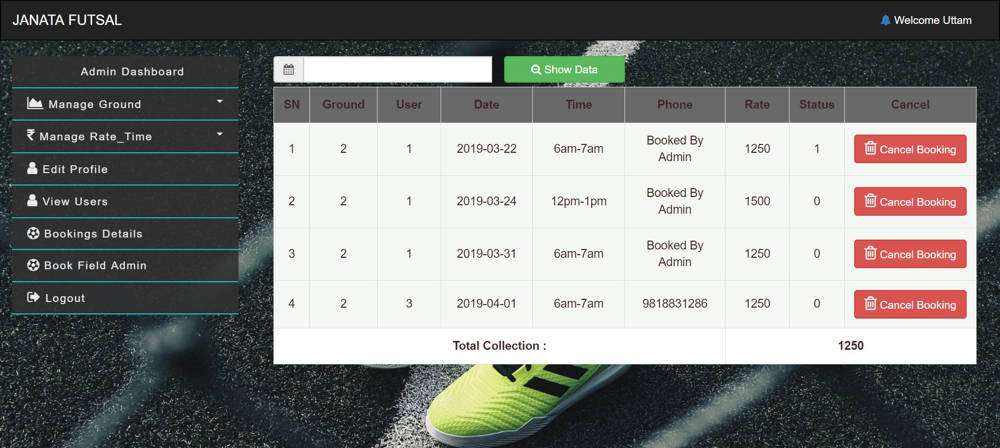 JANATA FUTSAL
Welcome Uttam
Admin Dashboard
Manage Ground
Manage Rate_Time
Edit Profile
View Users
Bookings Details
Book Field Admin
Logout
Show Data
SN Ground User Date Time Phone Rate Status Cancel
1 2 1 2019-03-22 6am-7am Booked By Admin 1250 1 Cancel Booking
2 2 1 2019-03-24 12pm-1pm Booked By Admin 1500 0 Cancel Booking
3 2 1 2019-03-31 6am-7am Booked By Admin 1250 0 Cancel Booking
4 2 3 2019-04-01 6am-7am 9818831286 1250 0 Cancel Booking
Total Collection : 1250